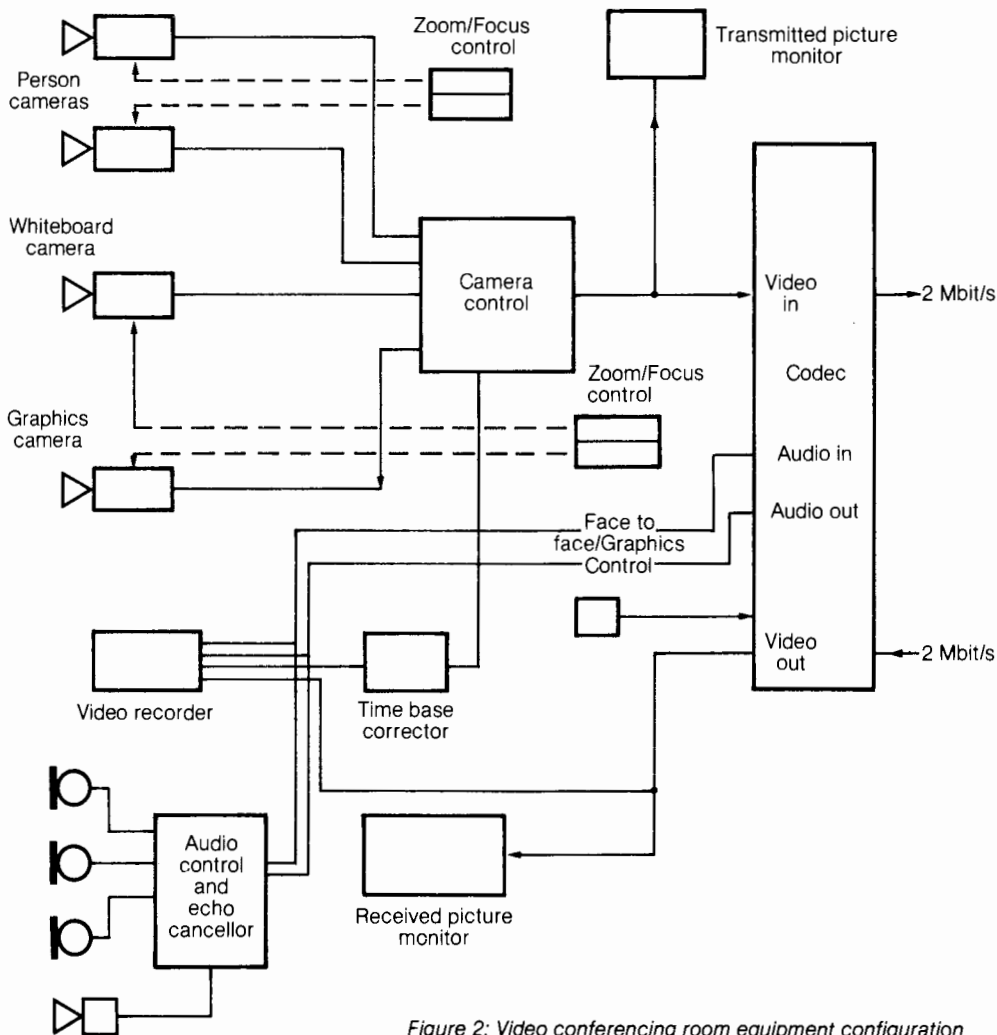 Zoom/Focus
control
Transmitted picture
monitor
Person
cameras
Whiteboard
camera
Camera
control
Video
in
2 Mbit/s
Codec
Zoom/Focus
control
Graphics
camera
Audio in
Audio out
Face to
face/Graphics
Control
Video
out
2 Mbit/s
Video recorder
Time base
corrector
Audio
control
and
echo
cancellor
Received picture
monitor
Figure 2: Video conferencing room equipment configuration